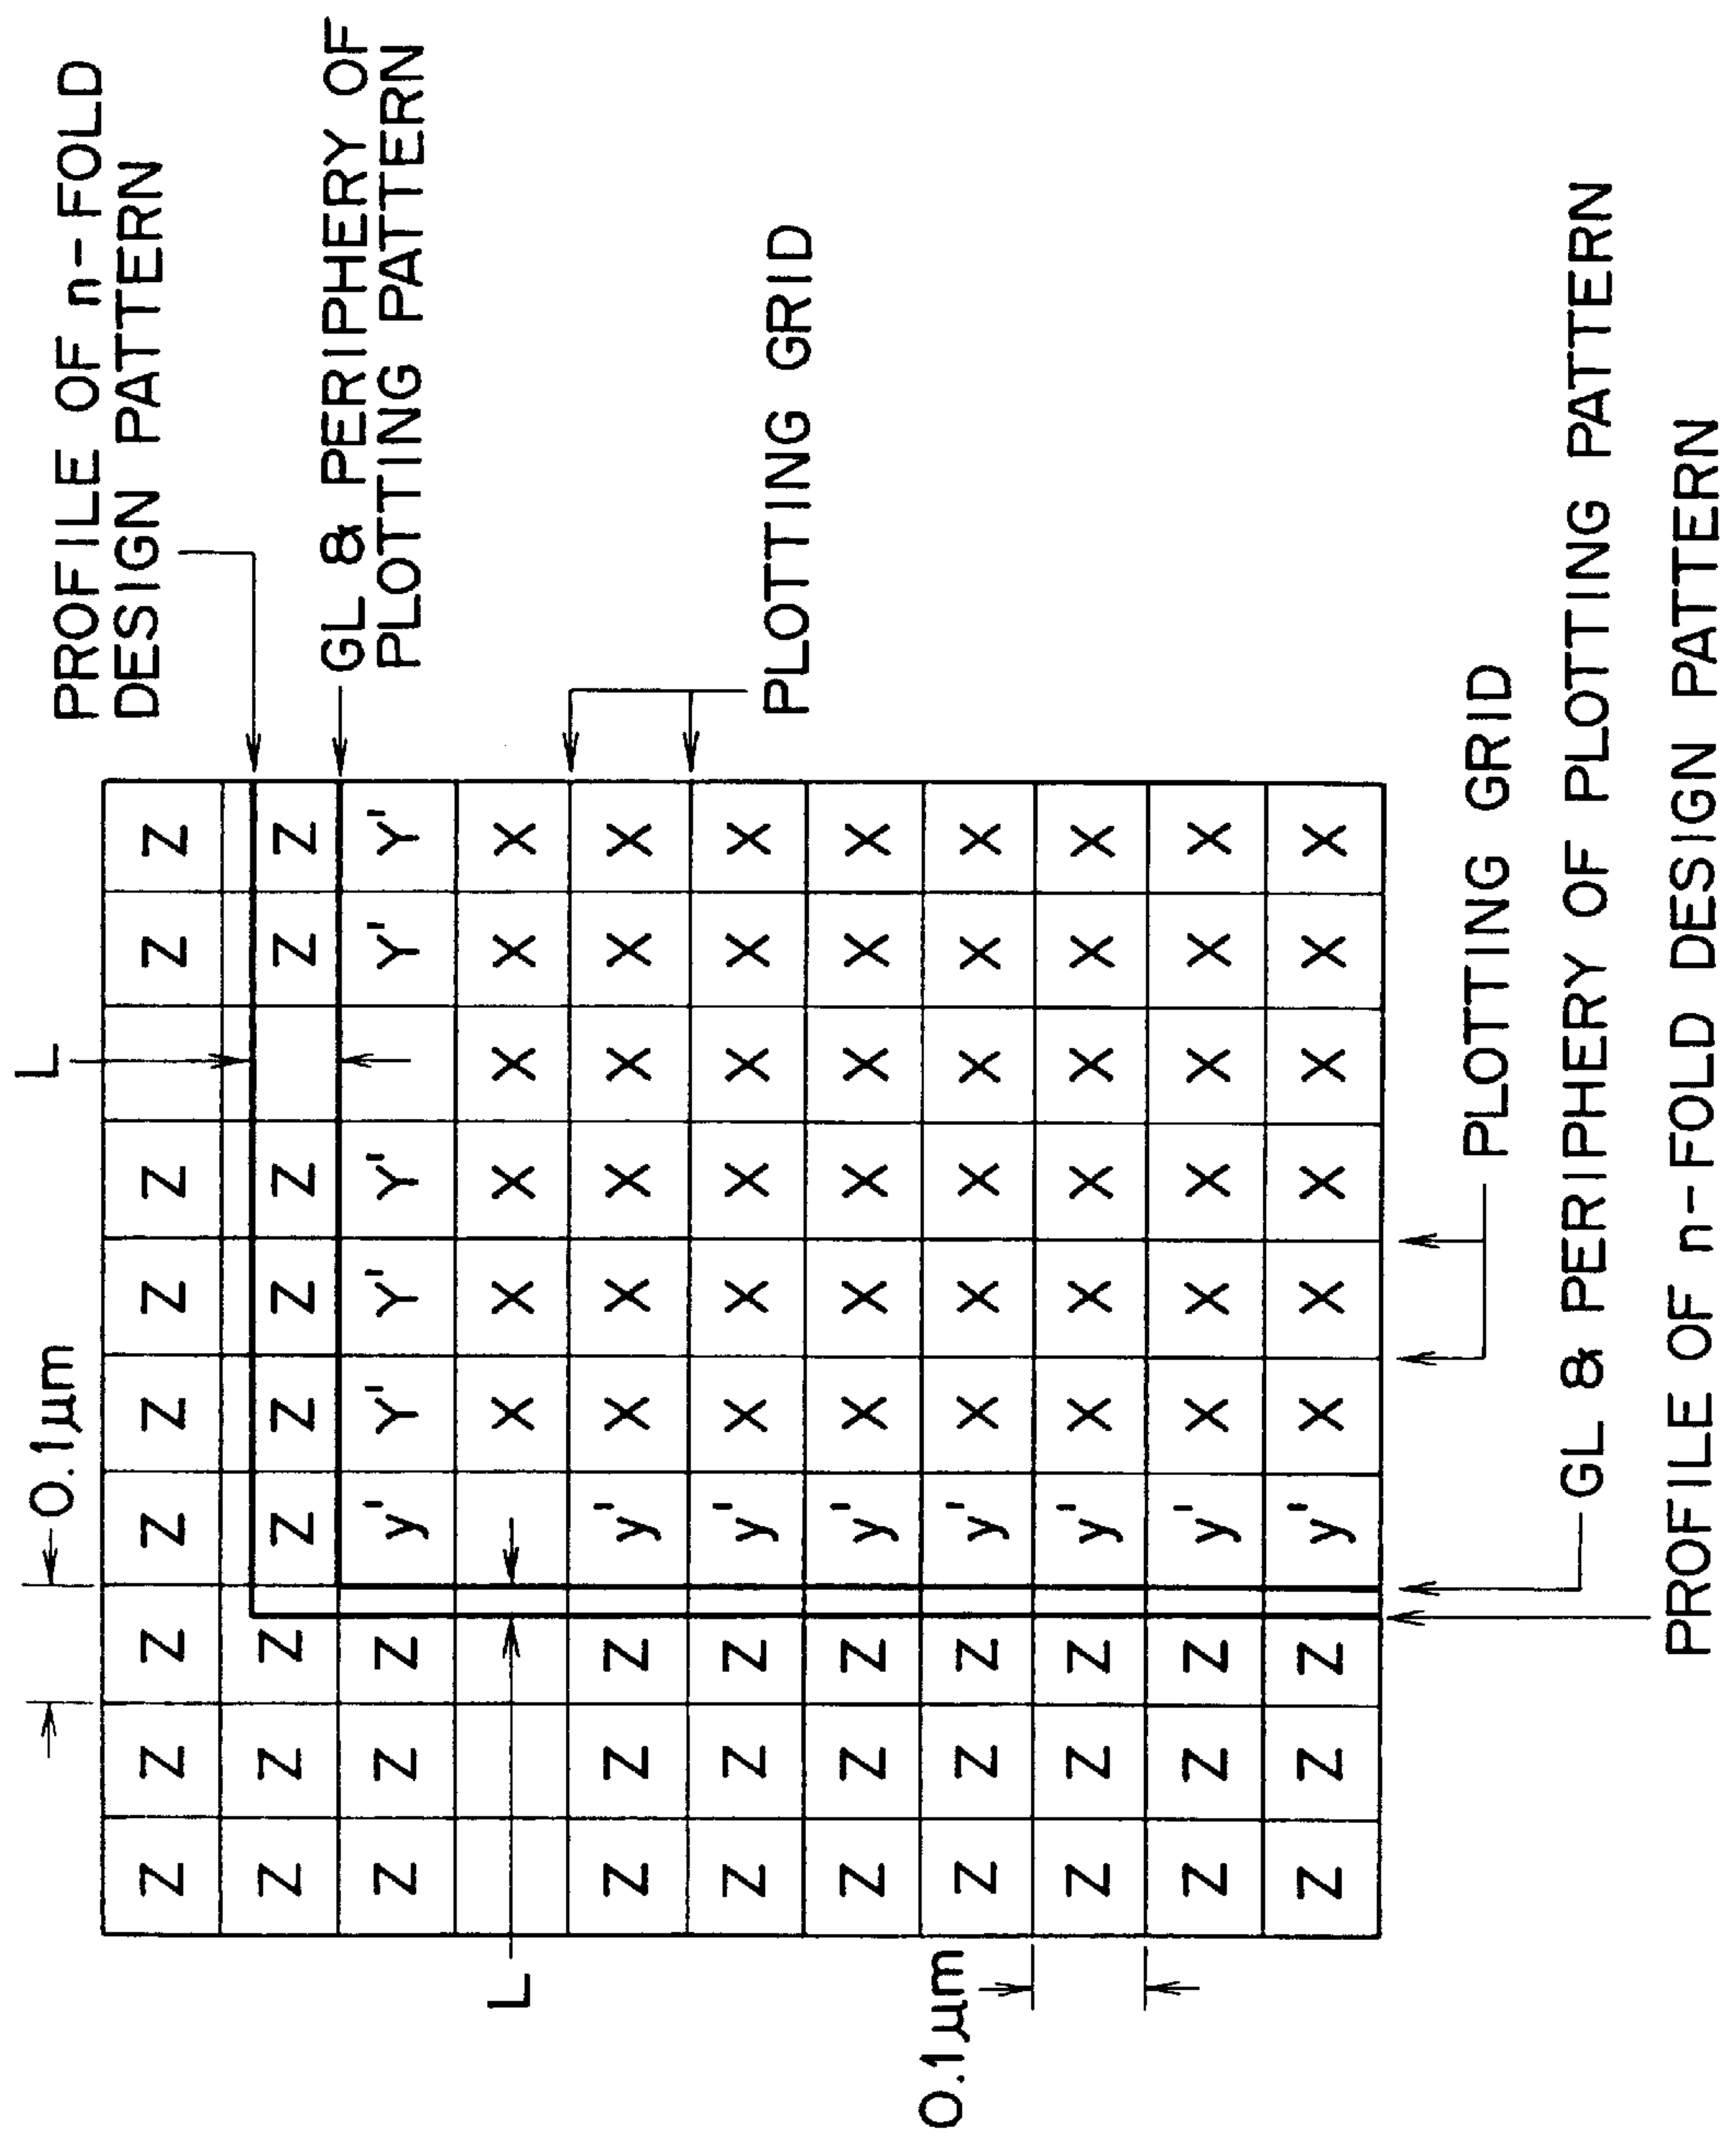 L
0.1μm
PROFILE OF n-FOLD
DESIGN PATTERN
Z Z Z Z Z Z Z Z Z
Z Z Z Z Z Z Z Z Z
GL & PERIPHERY OF
PLOTTING PATTERN
Z Z Z y' Y' Y' Y' Y' Y'
L
X X X X X X
Z Z Z y' X X X X X X
Z Z Z y' X X X X X X
PLOTTING GRID
Z Z Z y' X X X X X X
0.1μm
Z Z Z y' X X X X X X
Z Z Z y' X X X X X X
Z Z Z y' X X X X X X
Z Z Z y' X X X X X X
PLOTTING GRID
GL & PERIPHERY OF PLOTTING PATTERN
PROFILE OF n-FOLD DESIGN PATTERN